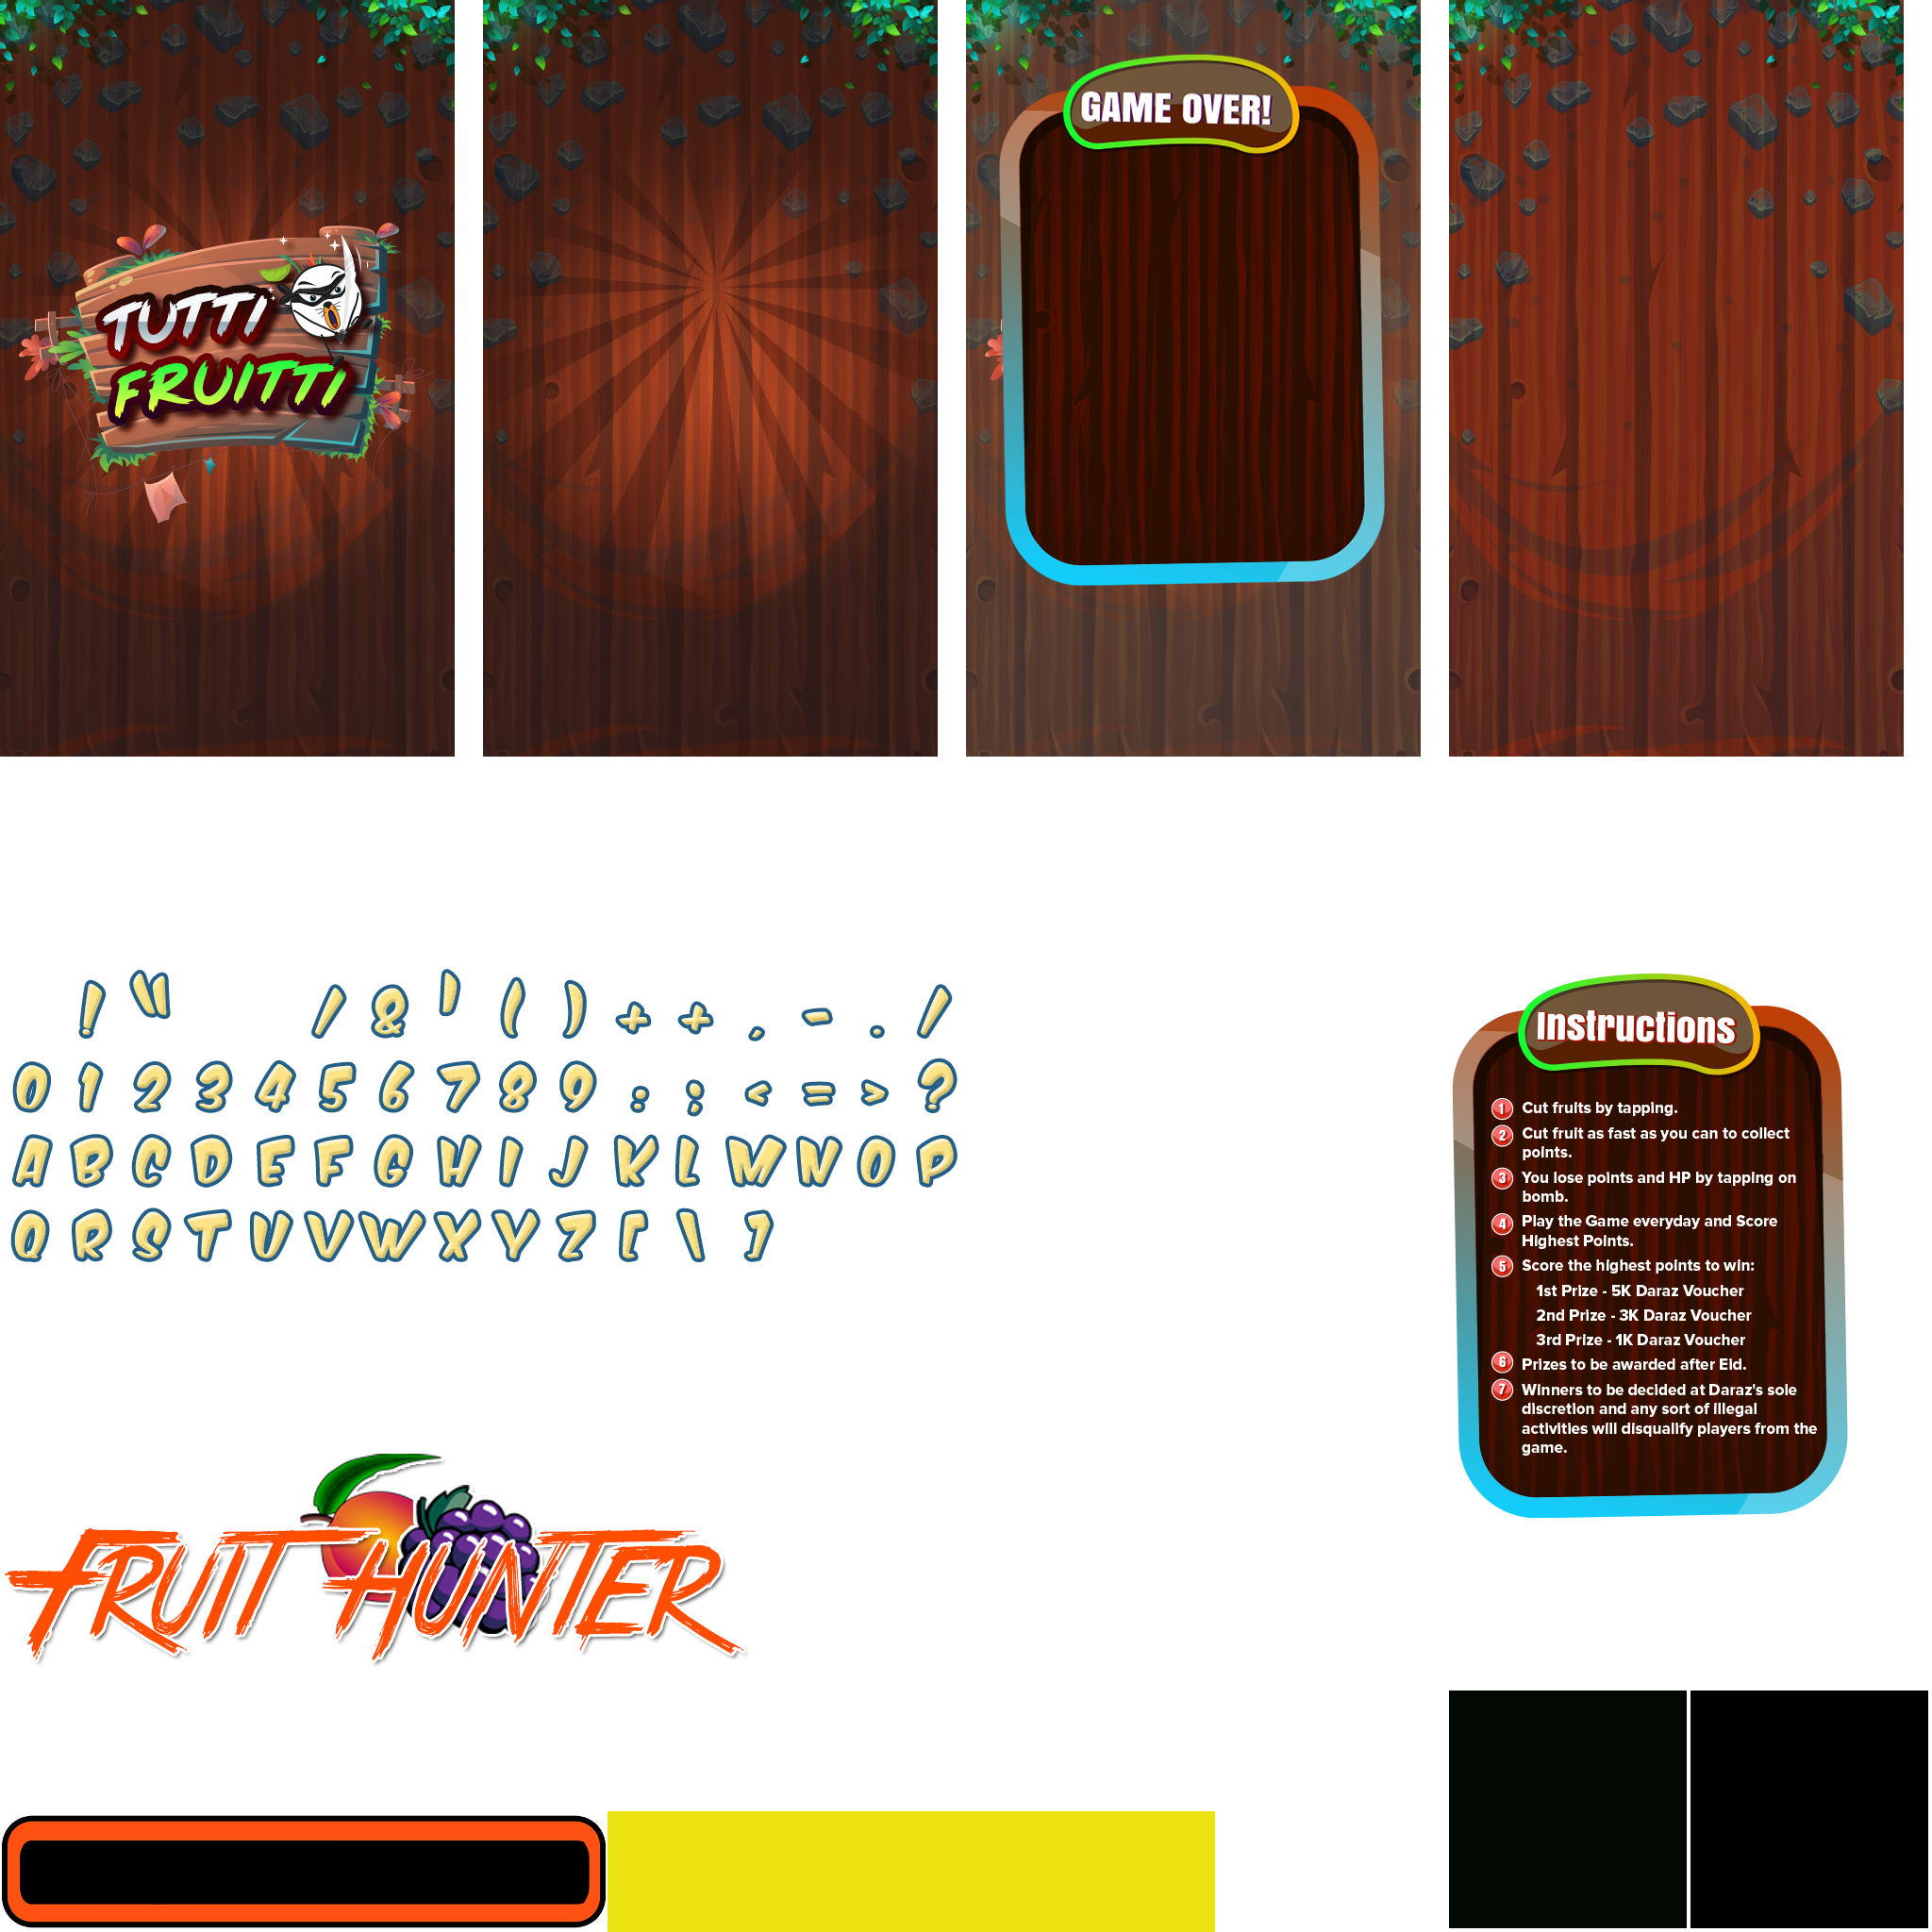 TUTTI
FRUITTI
GAME OVER!
! " / & ' ( ) + + , - . /
0 1 2 3 4 5 6 7 8 9 : ; < = > ?
A B C D E F G H I J K L M N O P
Q R S T U V W X Y Z [ \ ]
Instructions
1 Cut fruits by tapping.
2 Cut fruit as fast as you can to collect
points.
3 You lose points and HP by tapping on
bomb.
4 Play the Game everyday and Score
Highest Points.
5 Score the highest points to win:
1st Prize - 5K Daraz Voucher
2nd Prize - 3K Daraz Voucher
3rd Prize - 1K Daraz Voucher
6 Prizes to be awarded after Eid.
7 Winners to be decided at Daraz's sole
discretion and any sort of illegal
activities will disqualify players from the
game.
FRUIT HUNTER